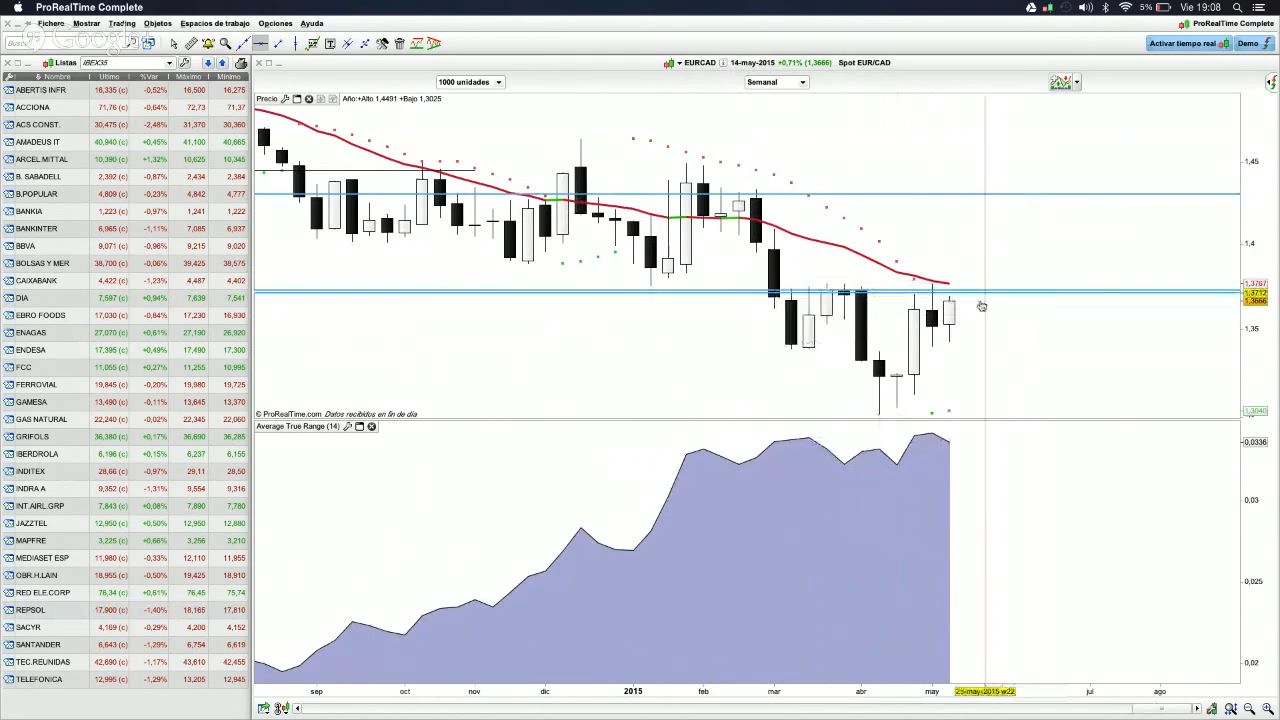 ProRealTime Complete
5% Vie 19:08
Fichero Mostrar Trading Objetos Espacios de trabajo Opciones Ayuda
ProRealTime Complete
Activar tiempo real Demo
Listas IBEX35
EURCAD 14-may-2015 +0,71% (1,3666) Spot EUR/CAD
Nombre Último %Var Máximo Mínimo
1000 unidades Semanal
ABERTIS INFR 16,335 (c) -0,52% 16,500 16,275
Precio Año:+Alto 1,4491 +Bajo 1,3025
ACCIONA 71,76 (c) -0,64% 72,73 71,37
ACS CONST. 30,475 (c) -2,48% 31,370 30,360
AMADEUS IT 40,940 (c) +0,45% 41,100 40,665
ARCEL.MITTAL 10,390 (c) +1,32% 10,625 10,345
1,45
B. SABADELL 2,392 (c) -0,87% 2,434 2,384
B.POPULAR 4,809 (c) -0,23% 4,842 4,777
BANKIA 1,223 (c) -0,97% 1,241 1,222
BANKINTER 6,965 (c) -1,11% 7,085 6,937
BBVA 9,071 (c) -0,96% 9,215 9,020
1,4
BOLSAS Y MER 38,700 (c) -0,06% 39,425 38,575
CAIXABANK 4,422 (c) -1,23% 4,487 4,402
1,3767
1,3712
DIA 7,597 (c) +0,94% 7,639 7,541
1,3666
EBRO FOODS 17,030 (c) -0,84% 17,230 16,930
ENAGAS 27,070 (c) +0,61% 27,190 26,920
1,35
ENDESA 17,395 (c) +0,49% 17,490 17,300
FCC 11,055 (c) +0,27% 11,255 10,995
FERROVIAL 19,845 (c) -0,20% 19,980 19,725
GAMESA 13,490 (c) -0,11% 13,645 13,370
1,3040
© ProRealTime.com Datos recibidos en fin de día
GAS NATURAL 22,240 (c) -0,02% 22,345 22,060
Average True Range (14)
GRIFOLS 36,380 (c) +0,17% 36,690 36,285
0,0336
IBERDROLA 6,196 (c) +0,15% 6,237 6,155
INDITEX 28,66 (c) -0,97% 29,11 28,50
INDRA A 9,352 (c) -1,31% 9,554 9,316
0,03
INT AIRL.GRP 7,843 (c) +0,08% 7,890 7,780
JAZZTEL 12,950 (c) +0,50% 12,950 12,880
MAPFRE 3,225 (c) +0,66% 3,256 3,210
MEDIASET ESP 11,980 (c) -0,33% 12,110 11,955
OBR.H.LAIN 18,955 (c) -0,50% 19,425 18,910
0,025
RED ELE.CORP 76,34 (c) +0,61% 76,45 75,74
REPSOL 17,900 (c) -1,40% 18,165 17,810
SACYR 4,169 (c) -0,29% 4,200 4,152
SANTANDER 6,643 (c) -1,29% 6,754 6,619
TEC.REUNIDAS 42,690 (c) -1,17% 43,610 42,455
0,02
TELEFONICA 12,995 (c) -1,29% 13,205 12,945
sep oct nov dic 2015 feb mar abr may jul ago